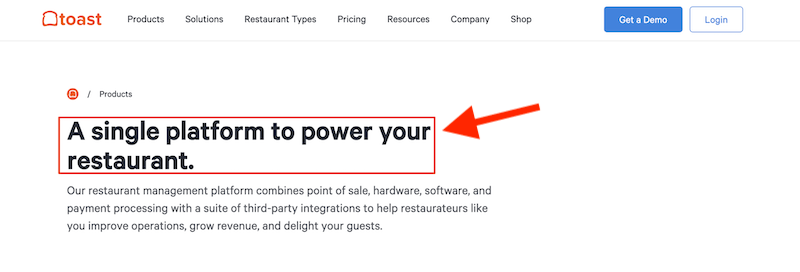 toast Products Solutions Restaurant Types Pricing Resources Company Shop Get a Demo Login
/ Products
A single platform to power your
restaurant.
Our restaurant management platform combines point of sale, hardware, software, and
payment processing with a suite of third-party integrations to help restaurateurs like
you improve operations, grow revenue, and delight your guests.